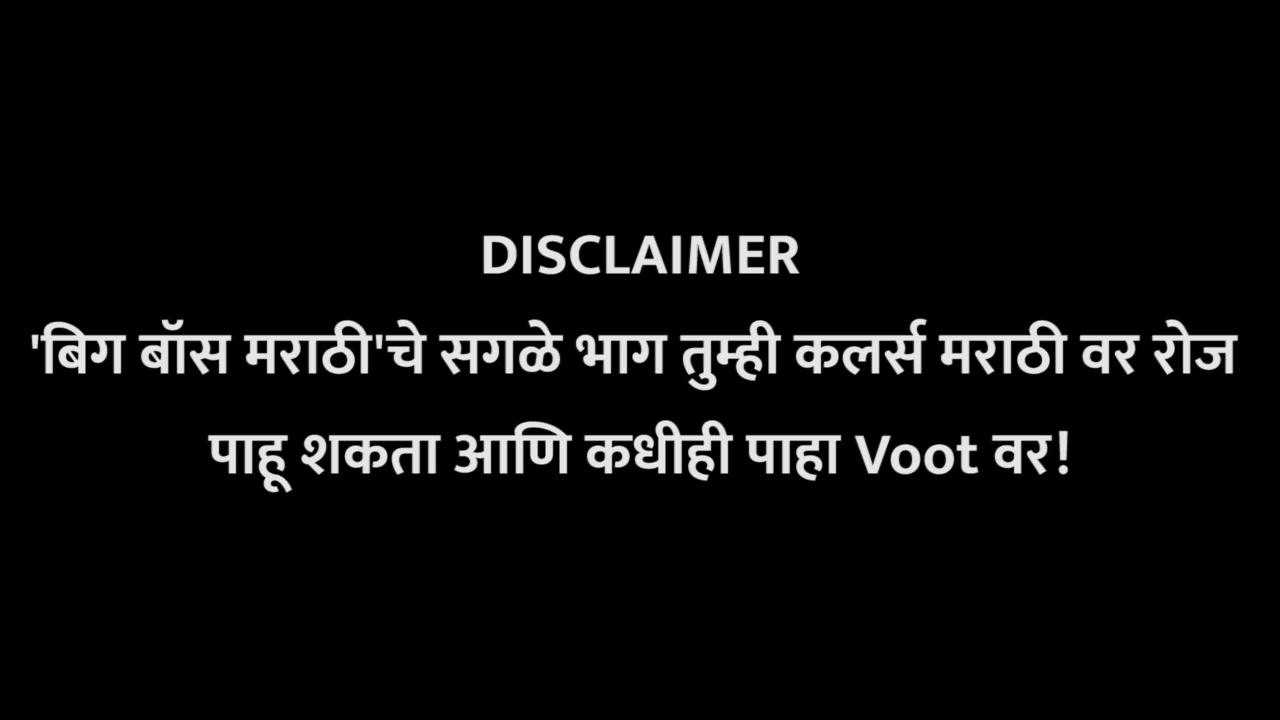 DISCLAIMER
'बिग बॉस मराठी'चे सगळे भाग तुम्ही कलर्स मराठी वर रोज
पाहू शकता आणि कधीही पाहा Voot वर!